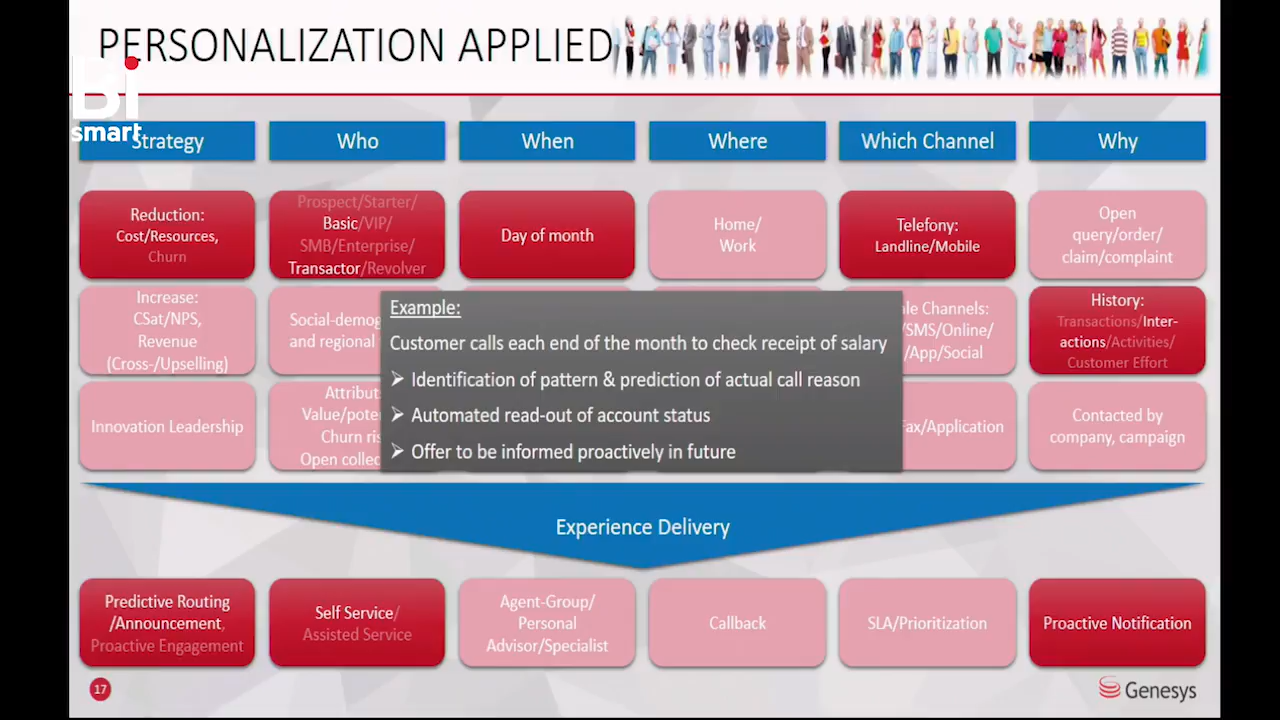 PERSONALIZATION APPLIED
Bi
smart
Strategy
Who
When
Where
Which Channel
Why
Reduction:
Cost/Resources,
Churn
Prospect/Starter/
Basic/VIP/
SMB/Enterprise/
Transactor/Revolver
Day of month
Home/
Work
Telefony:
Landline/Mobile
Open
query/order/
claim/complaint
Increase:
CSat/NPS,
Revenue
(Cross-/Upselling)
Social-demog
and regional
le Channels:
/SMS/Online/
/App/Social
History:
Transactions/Inter-
actions/Activities/
Customer Effort
Innovation Leadership
Attribut
Value/pote
Churn ris
Open collec
ax/Application
Contacted by
company, campaign
Example:
Customer calls each end of the month to check receipt of salary
➢ Identification of pattern & prediction of actual call reason
➢ Automated read-out of account status
➢ Offer to be informed proactively in future
Experience Delivery
Predictive Routing
/Announcement,
Proactive Engagement
Self Service/
Assisted Service
Agent-Group/
Personal
Advisor/Specialist
Callback
SLA/Prioritization
Proactive Notification
17
Genesys